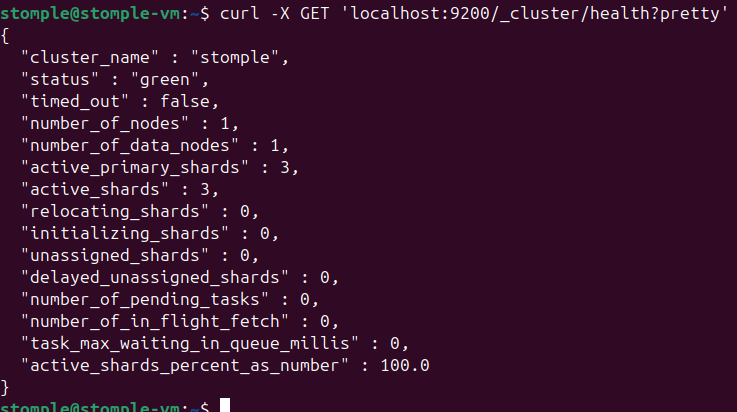 stomple@stomple-vm:~$ curl -X GET 'localhost:9200/_cluster/health?pretty'
{
  "cluster_name" : "stomple",
  "status" : "green",
  "timed_out" : false,
  "number_of_nodes" : 1,
  "number_of_data_nodes" : 1,
  "active_primary_shards" : 3,
  "active_shards" : 3,
  "relocating_shards" : 0,
  "initializing_shards" : 0,
  "unassigned_shards" : 0,
  "delayed_unassigned_shards" : 0,
  "number_of_pending_tasks" : 0,
  "number_of_in_flight_fetch" : 0,
  "task_max_waiting_in_queue_millis" : 0,
  "active_shards_percent_as_number" : 100.0
}
stomple@stomple-vm:~$